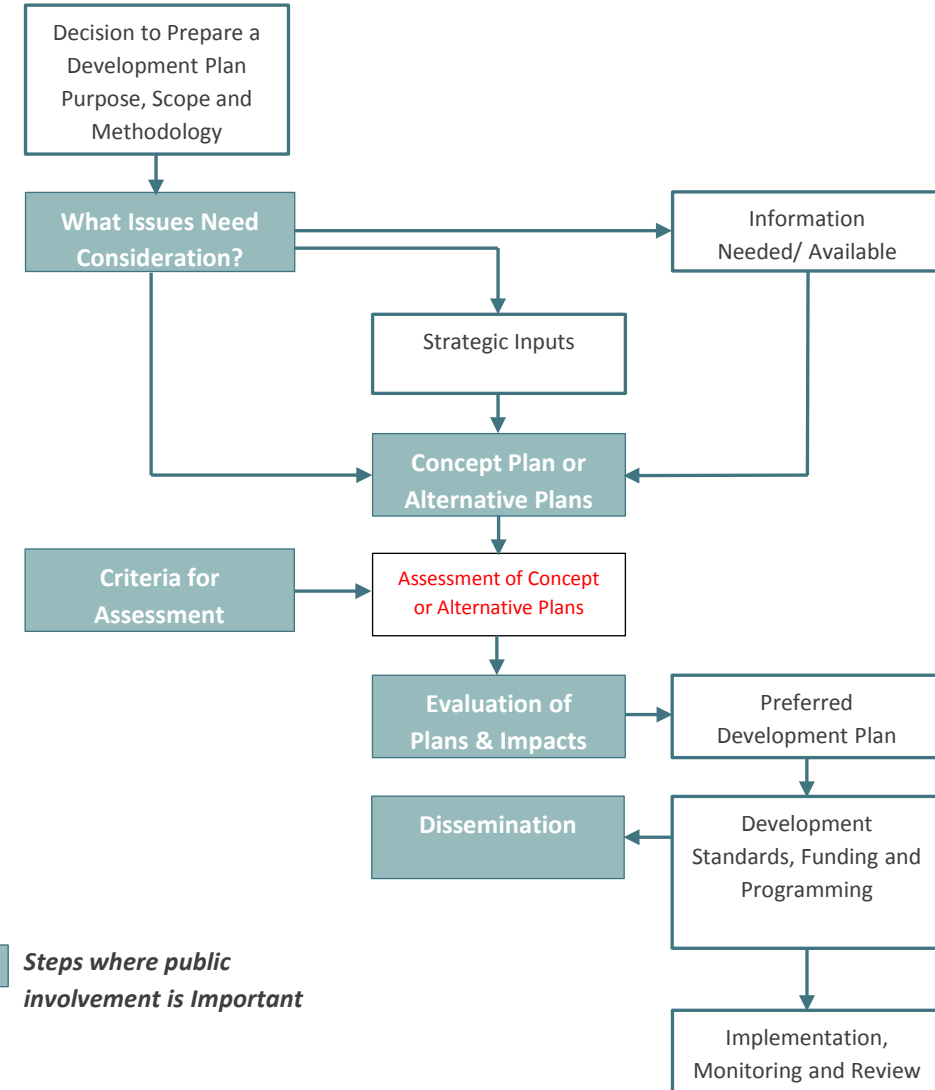 Decision to Prepare a
Development Plan
Purpose, Scope and
Methodology
What Issues Need
Consideration?
Information
Needed/ Available
Strategic Inputs
Concept Plan or
Alternative Plans
Criteria for
Assessment
Assessment of Concept
or Alternative Plans
Evaluation of
Plans & Impacts
Preferred
Development Plan
Dissemination
Development
Standards, Funding and
Programming
Steps where public
involvement is Important
Implementation,
Monitoring and Review